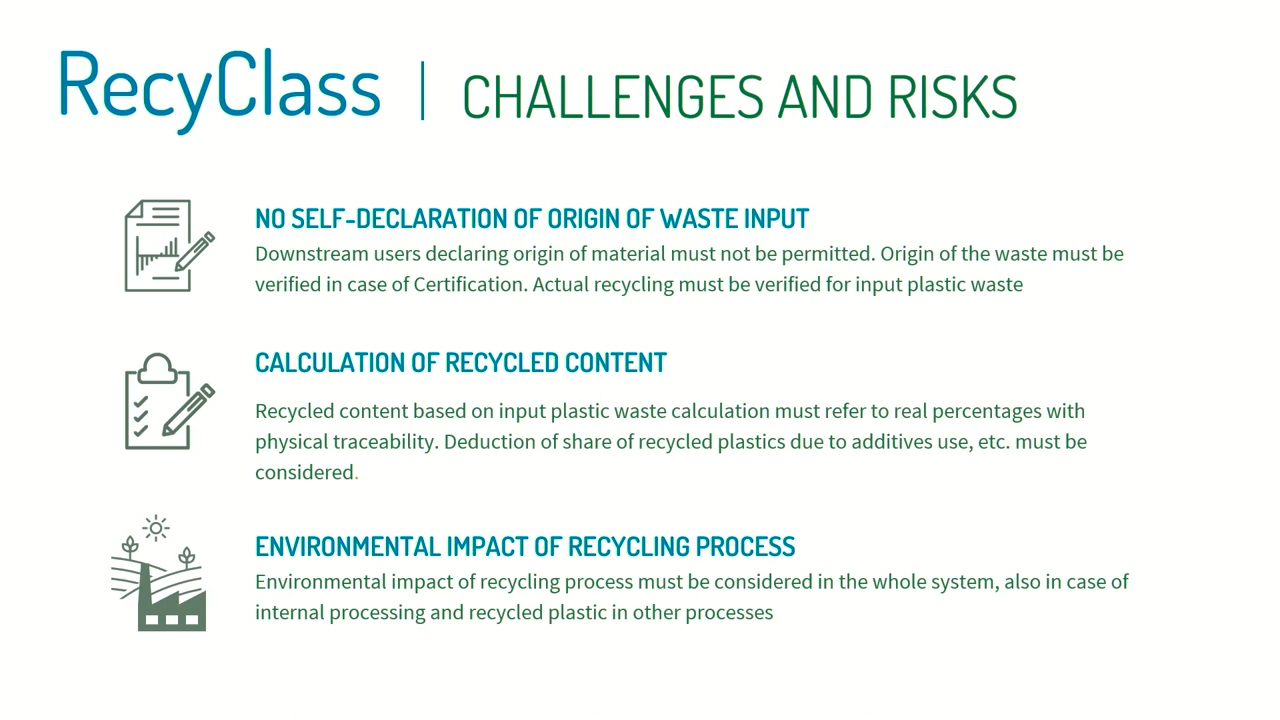 RecyClass | CHALLENGES AND RISKS
NO SELF-DECLARATION OF ORIGIN OF WASTE INPUT
Downstream users declaring origin of material must not be permitted. Origin of the waste must be
verified in case of Certification. Actual recycling must be verified for input plastic waste
CALCULATION OF RECYCLED CONTENT
Recycled content based on input plastic waste calculation must refer to real percentages with
physical traceability. Deduction of share of recycled plastics due to additives use, etc. must be
considered.
ENVIRONMENTAL IMPACT OF RECYCLING PROCESS
Environmental impact of recycling process must be considered in the whole system, also in case of
internal processing and recycled plastic in other processes